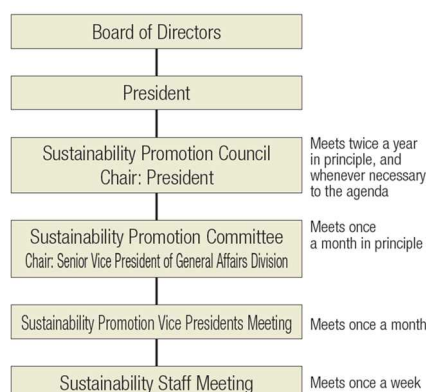 Board of Directors
President
Sustainability Promotion Council
Chair: President
Meets twice a year
in principle, and
whenever necessary
to the agenda
Sustainability Promotion Committee
Chair: Senior Vice President of General Affairs Division
Meets once
a month in principle
Sustainability Promotion Vice Presidents Meeting
Meets once a month
Sustainability Staff Meeting
Meets once a week